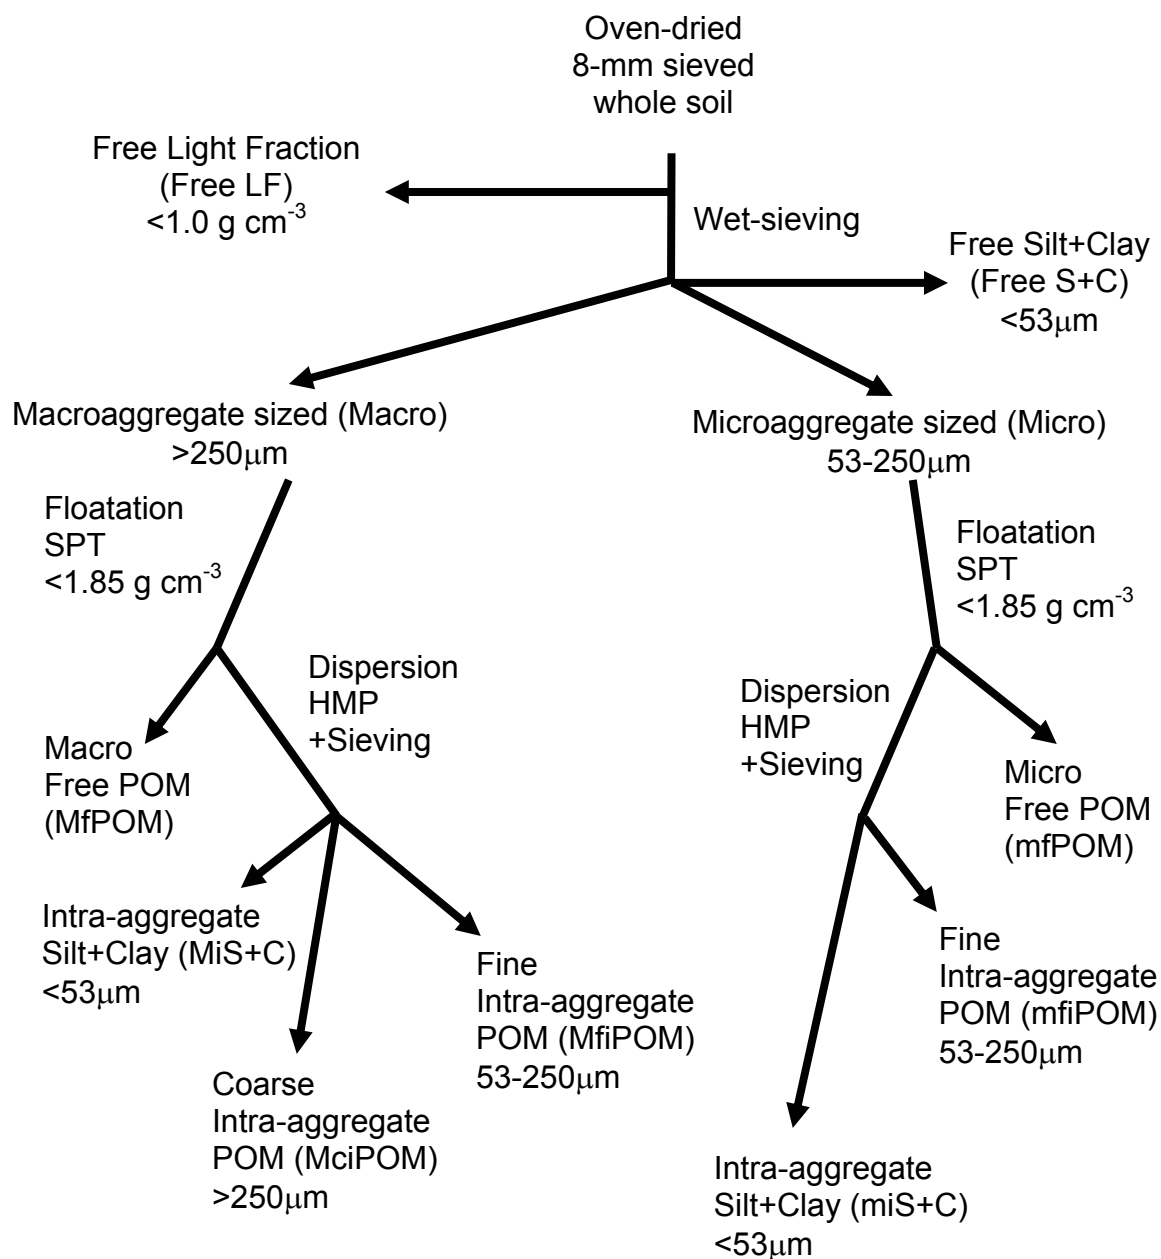 Oven-dried
8-mm sieved
whole soil
Free Light Fraction
(Free LF)
<1.0 g cm-3
Wet-sieving
Free Silt+Clay
(Free S+C)
<53μm
Macroaggregate sized (Macro)
>250μm
Microaggregate sized (Micro)
53-250μm
Floatation
SPT
<1.85 g cm-3
Floatation
SPT
<1.85 g cm-3
Dispersion
HMP
+Sieving
Dispersion
HMP
+Sieving
Macro
Free POM
(MfPOM)
Micro
Free POM
(mfPOM)
Intra-aggregate
Silt+Clay (MiS+C)
<53μm
Fine
Intra-aggregate
POM (MfiPOM)
53-250μm
Fine
Intra-aggregate
POM (mfiPOM)
53-250μm
Coarse
Intra-aggregate
POM (MciPOM)
>250μm
Intra-aggregate
Silt+Clay (miS+C)
<53μm